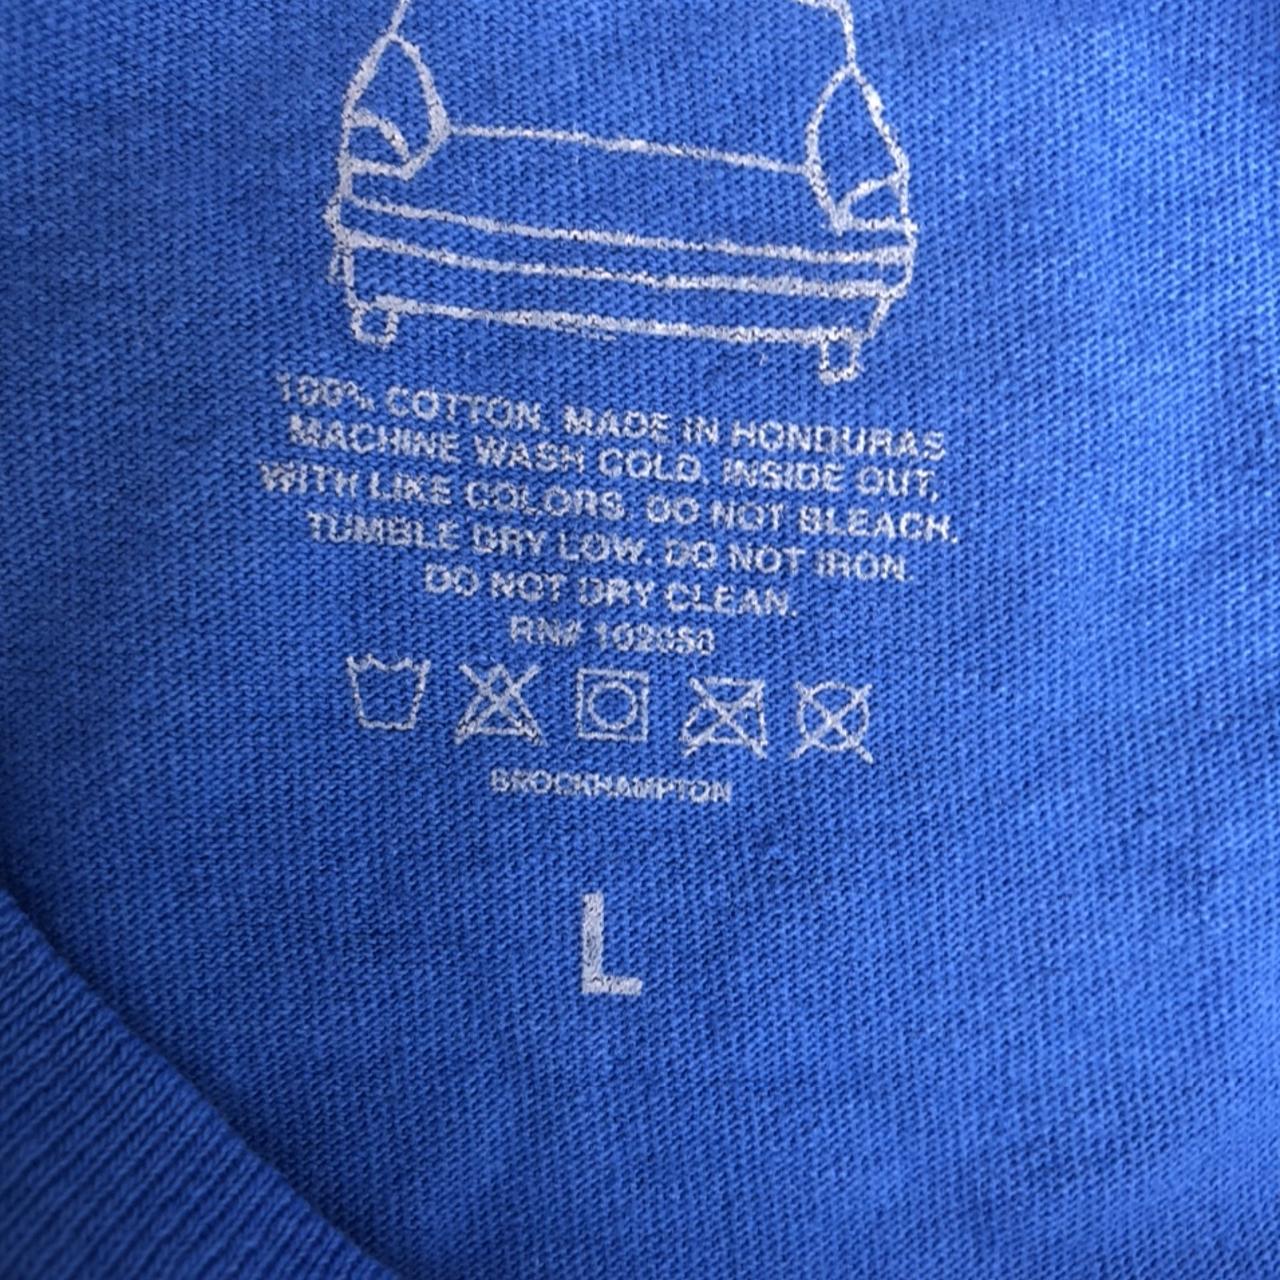 100% COTTON. MADE IN HONDURAS
MACHINE WASH COLD, INSIDE OUT,
WITH LIKE COLORS. DO NOT BLEACH.
TUMBLE DRY LOW. DO NOT IRON.
DO NOT DRY CLEAN.
RN# 102050
BROCKHAMPTON
L